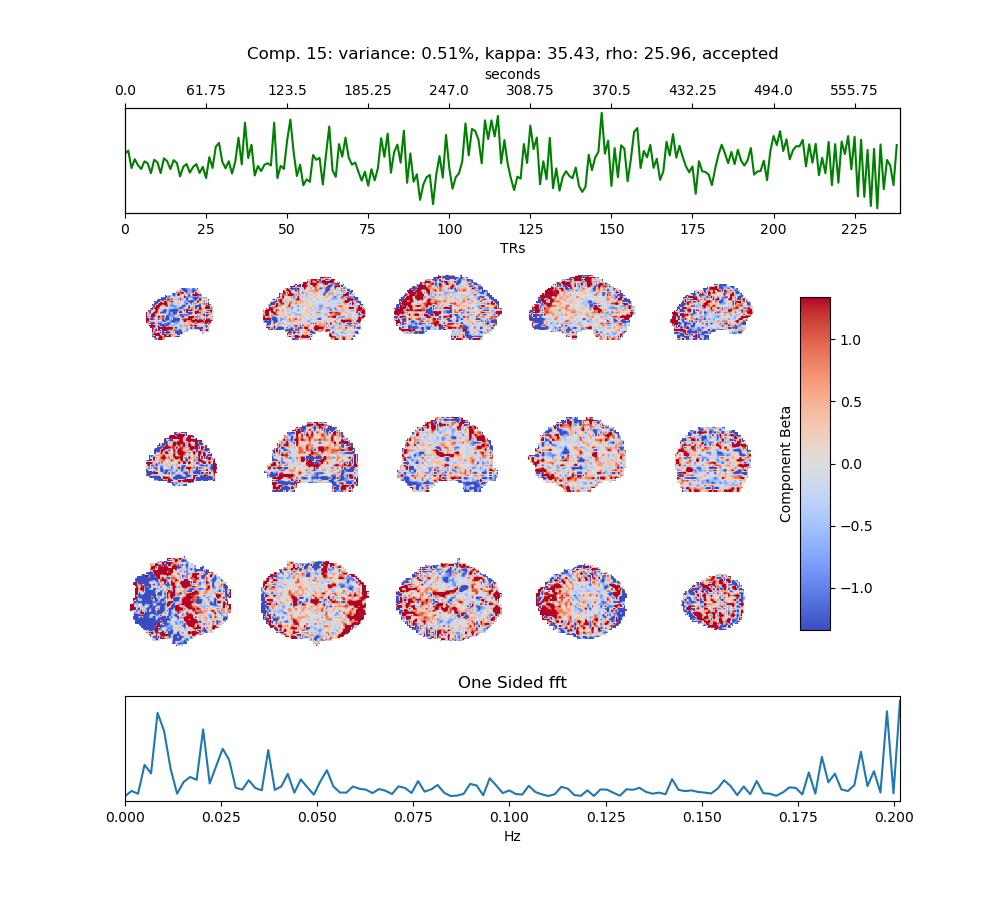 Comp. 15: variance: 0.51%, kappa: 35.43, rho: 25.96, accepted
seconds
0.0 61.75 123.5 185.25 247.0 308.75 370.5 432.25 494.0 555.75
0 25 50 75 100 125 150 175 200 225
TRs
1.0
0.5
0.0
−0.5
−1.0
Component Beta
One Sided fft
0.000 0.025 0.050 0.075 0.100 0.125 0.150 0.175 0.200
Hz